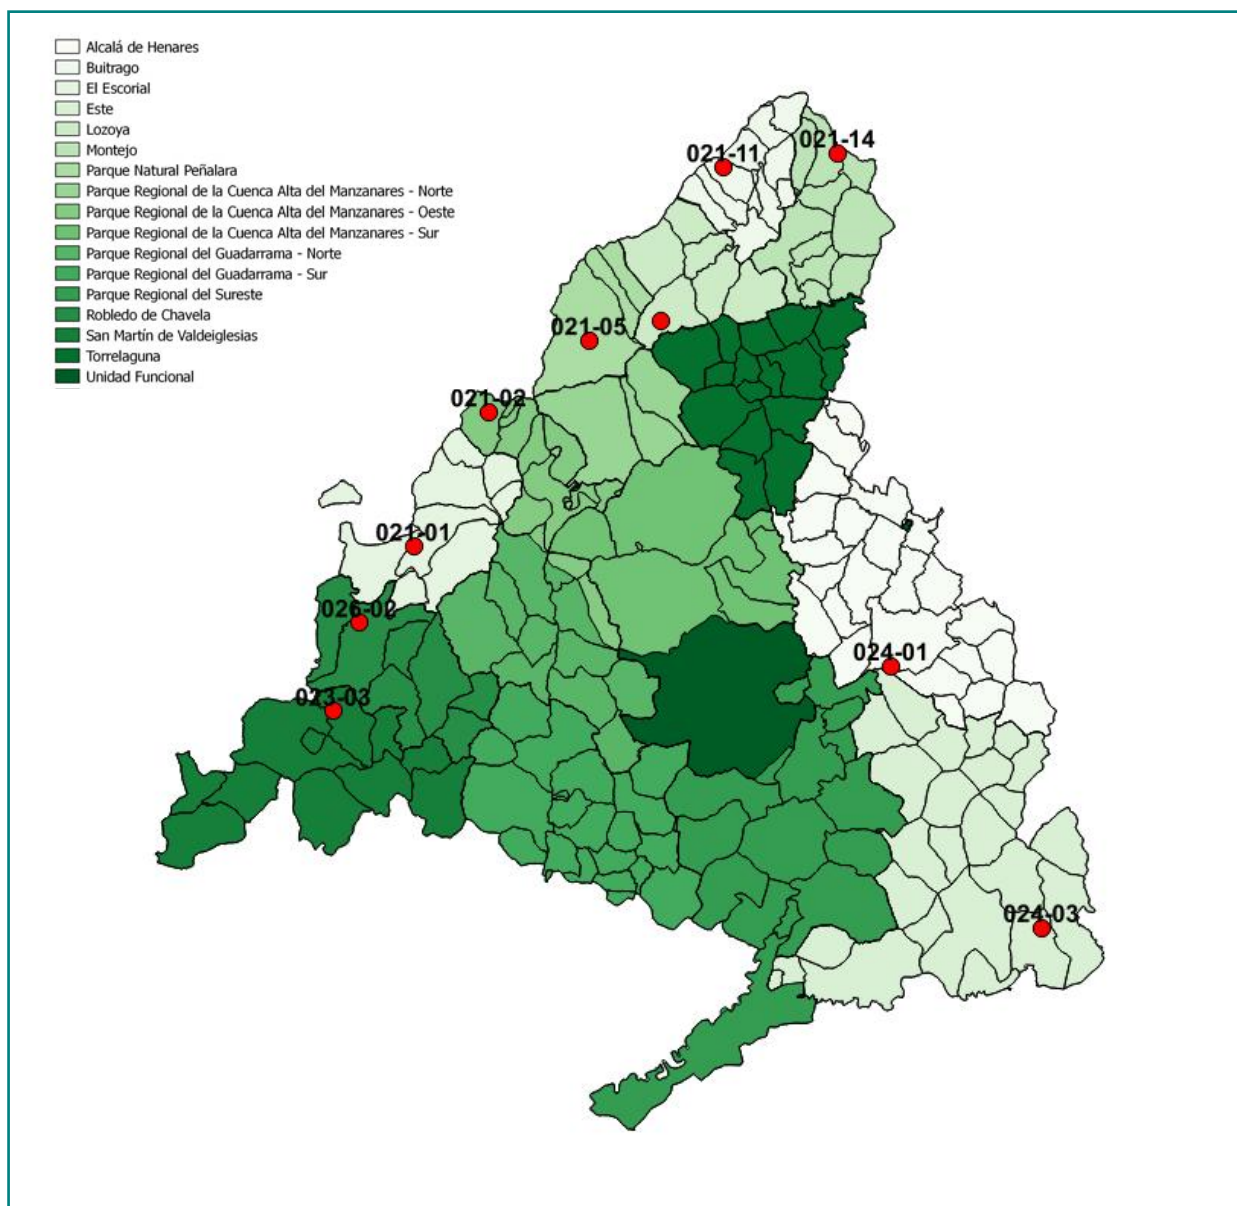 Alcalá de Henares
Buitrago
El Escorial
Este
Lozoya
Montejo
Parque Natural Peñalara
Parque Regional de la Cuenca Alta del Manzanares - Norte
Parque Regional de la Cuenca Alta del Manzanares - Oeste
Parque Regional de la Cuenca Alta del Manzanares - Sur
Parque Regional del Guadarrama - Norte
Parque Regional del Guadarrama - Sur
Parque Regional del Sureste
Robledo de Chavela
San Martín de Valdeiglesias
Torrelaguna
Unidad Funcional
021-14
021-11
021-05
021-02
021-01
026-02
024-01
023-03
024-03